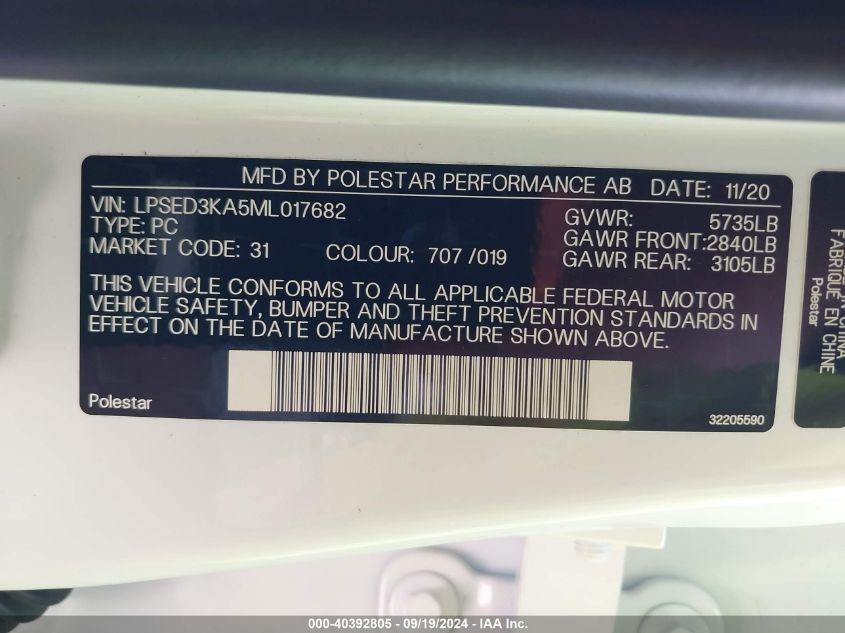 MFD BY POLESTAR PERFORMANCE AB DATE: 11/20
VIN: LPSED3KA5ML017682
TYPE: PC
MARKET CODE: 31 COLOUR: 707 /019
GVWR: 5735LB
GAWR FRONT:2840LB
GAWR REAR: 3105LB
THIS VEHICLE CONFORMS TO ALL APPLICABLE FEDERAL MOTOR
VEHICLE SAFETY, BUMPER AND THEFT PREVENTION STANDARDS IN
EFFECT ON THE DATE OF MANUFACTURE SHOWN ABOVE.
Polestar
32205590
IN CHINA
FABRIQUÉ EN CHINE
Polestar
000-40392805 - 09/19/2024 - IAA Inc.